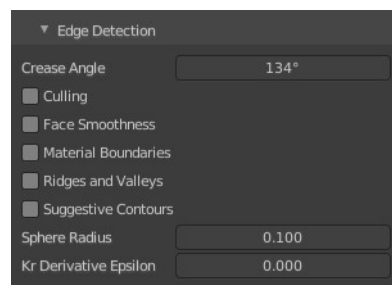 Edge Detection
Crease Angle 134°
Culling
Face Smoothness
Material Boundaries
Ridges and Valleys
Suggestive Contours
Sphere Radius 0.100
Kr Derivative Epsilon 0.000